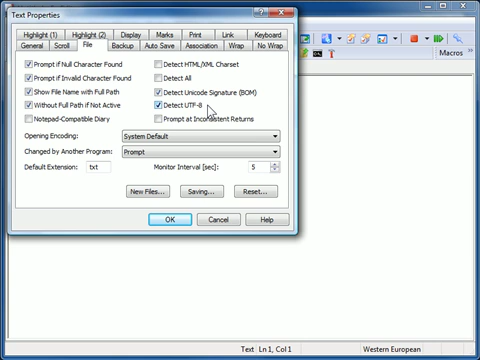 Text Properties
Highlight (1) Highlight (2) Display Marks Print Link Keyboard
General Scroll File Backup Auto Save Association Wrap No Wrap
Macros
Prompt if Null Character Found Detect HTML/XML Charset
Prompt if Invalid Character Found Detect All
Show File Name with Full Path Detect Unicode Signature (BOM)
Without Full Path if Not Active Detect UTF-8
Notepad-Compatible Diary Prompt at Inconsistent Returns
Opening Encoding: System Default
Changed by Another Program: Prompt
Default Extension: txt Monitor Interval [sec]: 5
New Files... Saving... Reset...
OK Cancel Help
Text Ln 1, Col 1 Western European